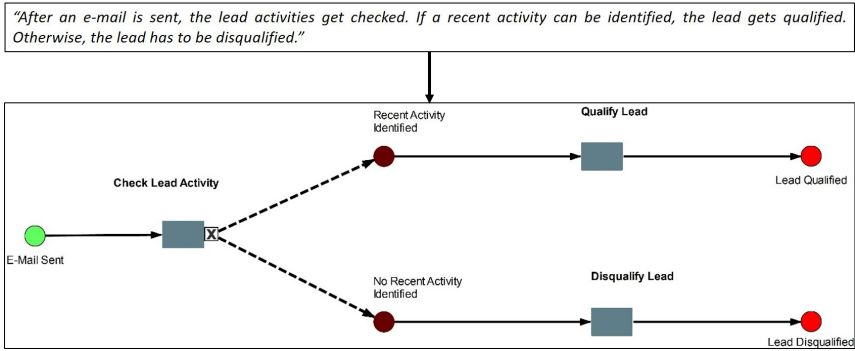 “After an e-mail is sent, the lead activities get checked. If a recent activity can be identified, the lead gets qualified.
Otherwise, the lead has to be disqualified.”
Recent Activity
Identified
Qualify Lead
Check Lead Activity
X
Lead Qualified
E-Mail Sent
No Recent Activity
Identified
Disqualify Lead
Lead Disqualified